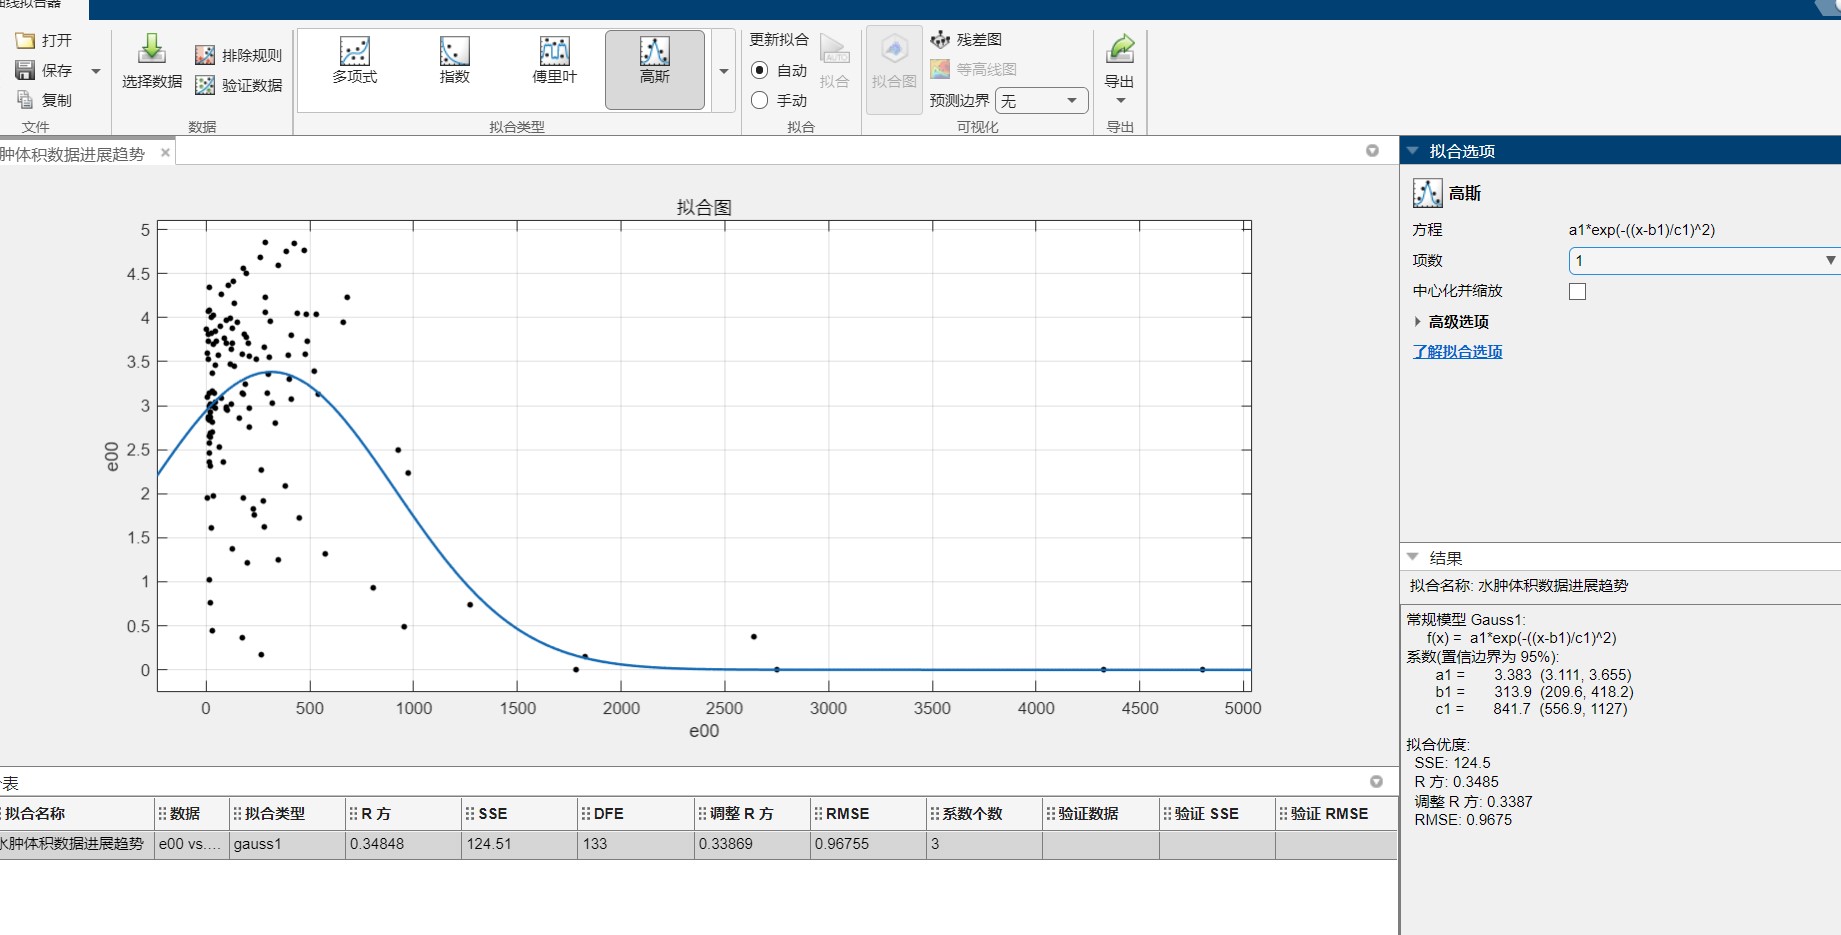 曲线拟合器
打开
保存
复制
文件
选择数据
排除规则
验证数据
数据
多项式
指数
傅里叶
高斯
拟合类型
更新拟合
自动
手动
AUTO
拟合
拟合
拟合图
残差图
等高线图
预测边界 无
可视化
导出
导出
肿体积数据进展趋势 ×
拟合图
5
4.5
4
3.5
3
2.5
2
1.5
1
0.5
0
e00
0 500 1000 1500 2000 2500 3000 3500 4000 4500 5000
e00
表
拟合名称 数据 拟合类型 R 方 SSE DFE 调整 R 方 RMSE 系数个数 验证数据 验证 SSE 验证 RMSE
水肿体积数据进展趋势 e00 vs.... gauss1 0.34848 124.51 133 0.33869 0.96755 3
拟合选项
高斯
方程 a1*exp(-((x-b1)/c1)^2)
项数 1
中心化并缩放
高级选项
了解拟合选项
结果
拟合名称: 水肿体积数据进展趋势
常规模型 Gauss1:
f(x) = a1*exp(-((x-b1)/c1)^2)
系数(置信边界为 95%):
a1 = 3.383 (3.111, 3.655)
b1 = 313.9 (209.6, 418.2)
c1 = 841.7 (556.9, 1127)
拟合优度:
SSE: 124.5
R 方: 0.3485
调整 R 方: 0.3387
RMSE: 0.9675